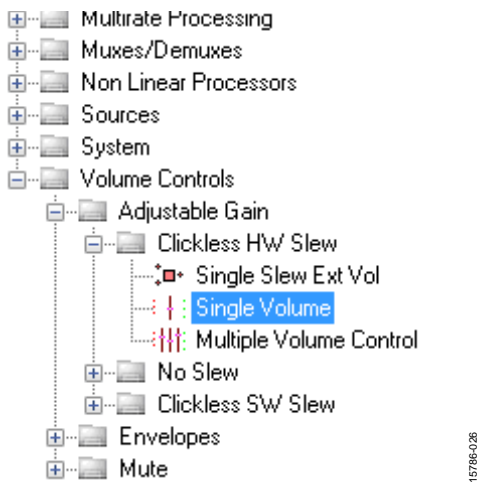 Multirate Processing
Muxes/Demuxes
Non Linear Processors
Sources
System
Volume Controls
Adjustable Gain
Clickless HW Slew
Single Slew Ext Vol
Single Volume
Multiple Volume Control
No Slew
Clickless SW Slew
Envelopes
Mute
15786-026